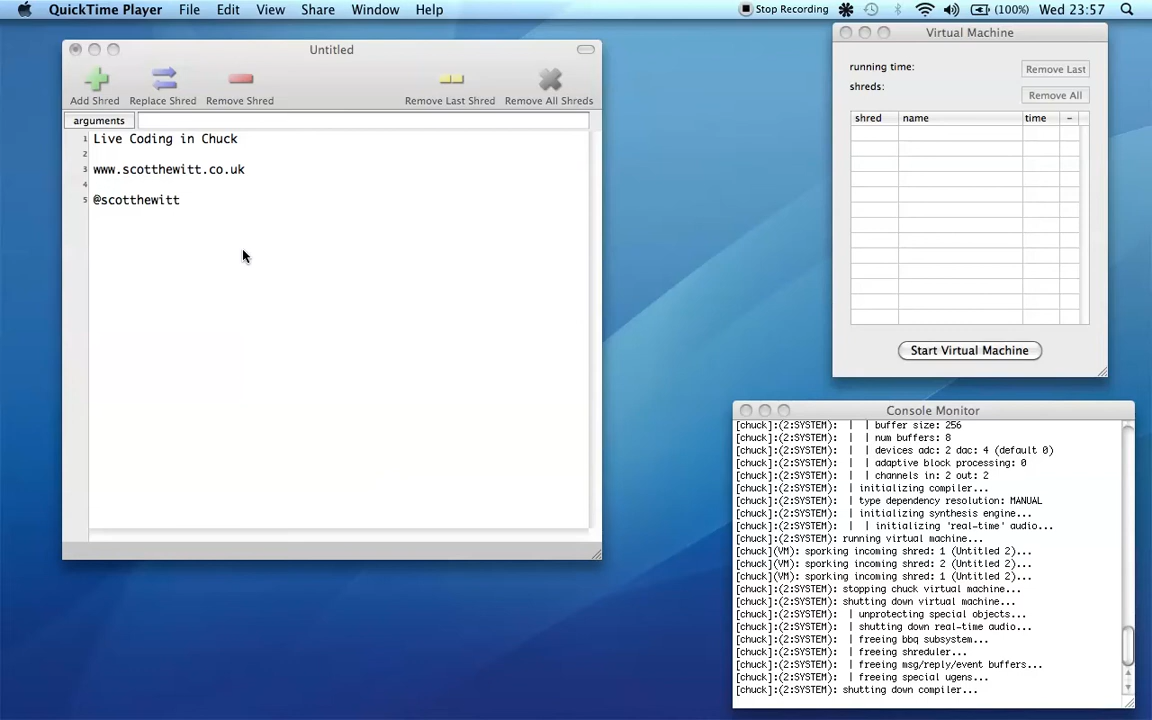 QuickTime Player File Edit View Share Window Help Stop Recording (100%) Wed 23:57
Untitled
Add Shred Replace Shred Remove Shred Remove Last Shred Remove All Shreds
arguments
1 Live Coding in Chuck
2
3 www.scotthewitt.co.uk
4
5 @scotthewitt
Virtual Machine
running time: Remove Last
shreds: Remove All
shred name time -
Start Virtual Machine
Console Monitor
[chuck]:(2:SYSTEM): | | buffer size: 256
[chuck]:(2:SYSTEM): | | num buffers: 8
[chuck]:(2:SYSTEM): | | devices adc: 2 dac: 4 (default 0)
[chuck]:(2:SYSTEM): | | adaptive block processing: 0
[chuck]:(2:SYSTEM): | | channels in: 2 out: 2
[chuck]:(2:SYSTEM): | initializing compiler...
[chuck]:(2:SYSTEM): | type dependency resolution: MANUAL
[chuck]:(2:SYSTEM): | initializing synthesis engine...
[chuck]:(2:SYSTEM): | | initializing 'real-time' audio...
[chuck]:(2:SYSTEM): running virtual machine...
[chuck](VM): sporking incoming shred: 1 (Untitled 2)...
[chuck](VM): sporking incoming shred: 2 (Untitled 2)...
[chuck](VM): sporking incoming shred: 1 (Untitled 2)...
[chuck]:(2:SYSTEM): stopping chuck virtual machine...
[chuck]:(2:SYSTEM): shutting down virtual machine...
[chuck]:(2:SYSTEM): | unprotecting special objects...
[chuck]:(2:SYSTEM): | shutting down real-time audio...
[chuck]:(2:SYSTEM): | freeing bbq subsystem...
[chuck]:(2:SYSTEM): | freeing shreduler...
[chuck]:(2:SYSTEM): | freeing msg/reply/event buffers...
[chuck]:(2:SYSTEM): | freeing special ugens...
[chuck]:(2:SYSTEM): shutting down compiler...